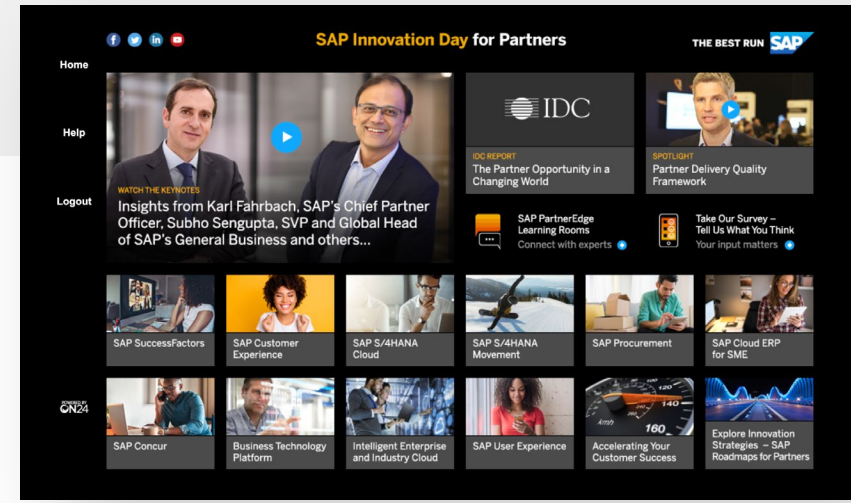 SAP Innovation Day for Partners
THE BEST RUN SAP
Home
Help
Logout
WATCH THE KEYNOTES
Insights from Karl Fahrbach, SAP's Chief Partner
Officer, Subho Sengupta, SVP and Global Head
of SAP's General Business and others...
IDC
IDC REPORT
The Partner Opportunity in a
Changing World
SPOTLIGHT
Partner Delivery Quality
Framework
SAP PartnerEdge
Learning Rooms
Connect with experts
Take Our Survey –
Tell Us What You Think
Your input matters
SAP SuccessFactors
SAP Customer
Experience
SAP S/4HANA
Cloud
SAP S/4HANA
Movement
SAP Procurement
SAP Cloud ERP
for SME
POWERED BY
ON24
SAP Concur
Business Technology
Platform
Intelligent Enterprise
and Industry Cloud
SAP User Experience
km/h
120
140
160
Accelerating Your
Customer Success
Explore Innovation
Strategies – SAP
Roadmaps for Partners